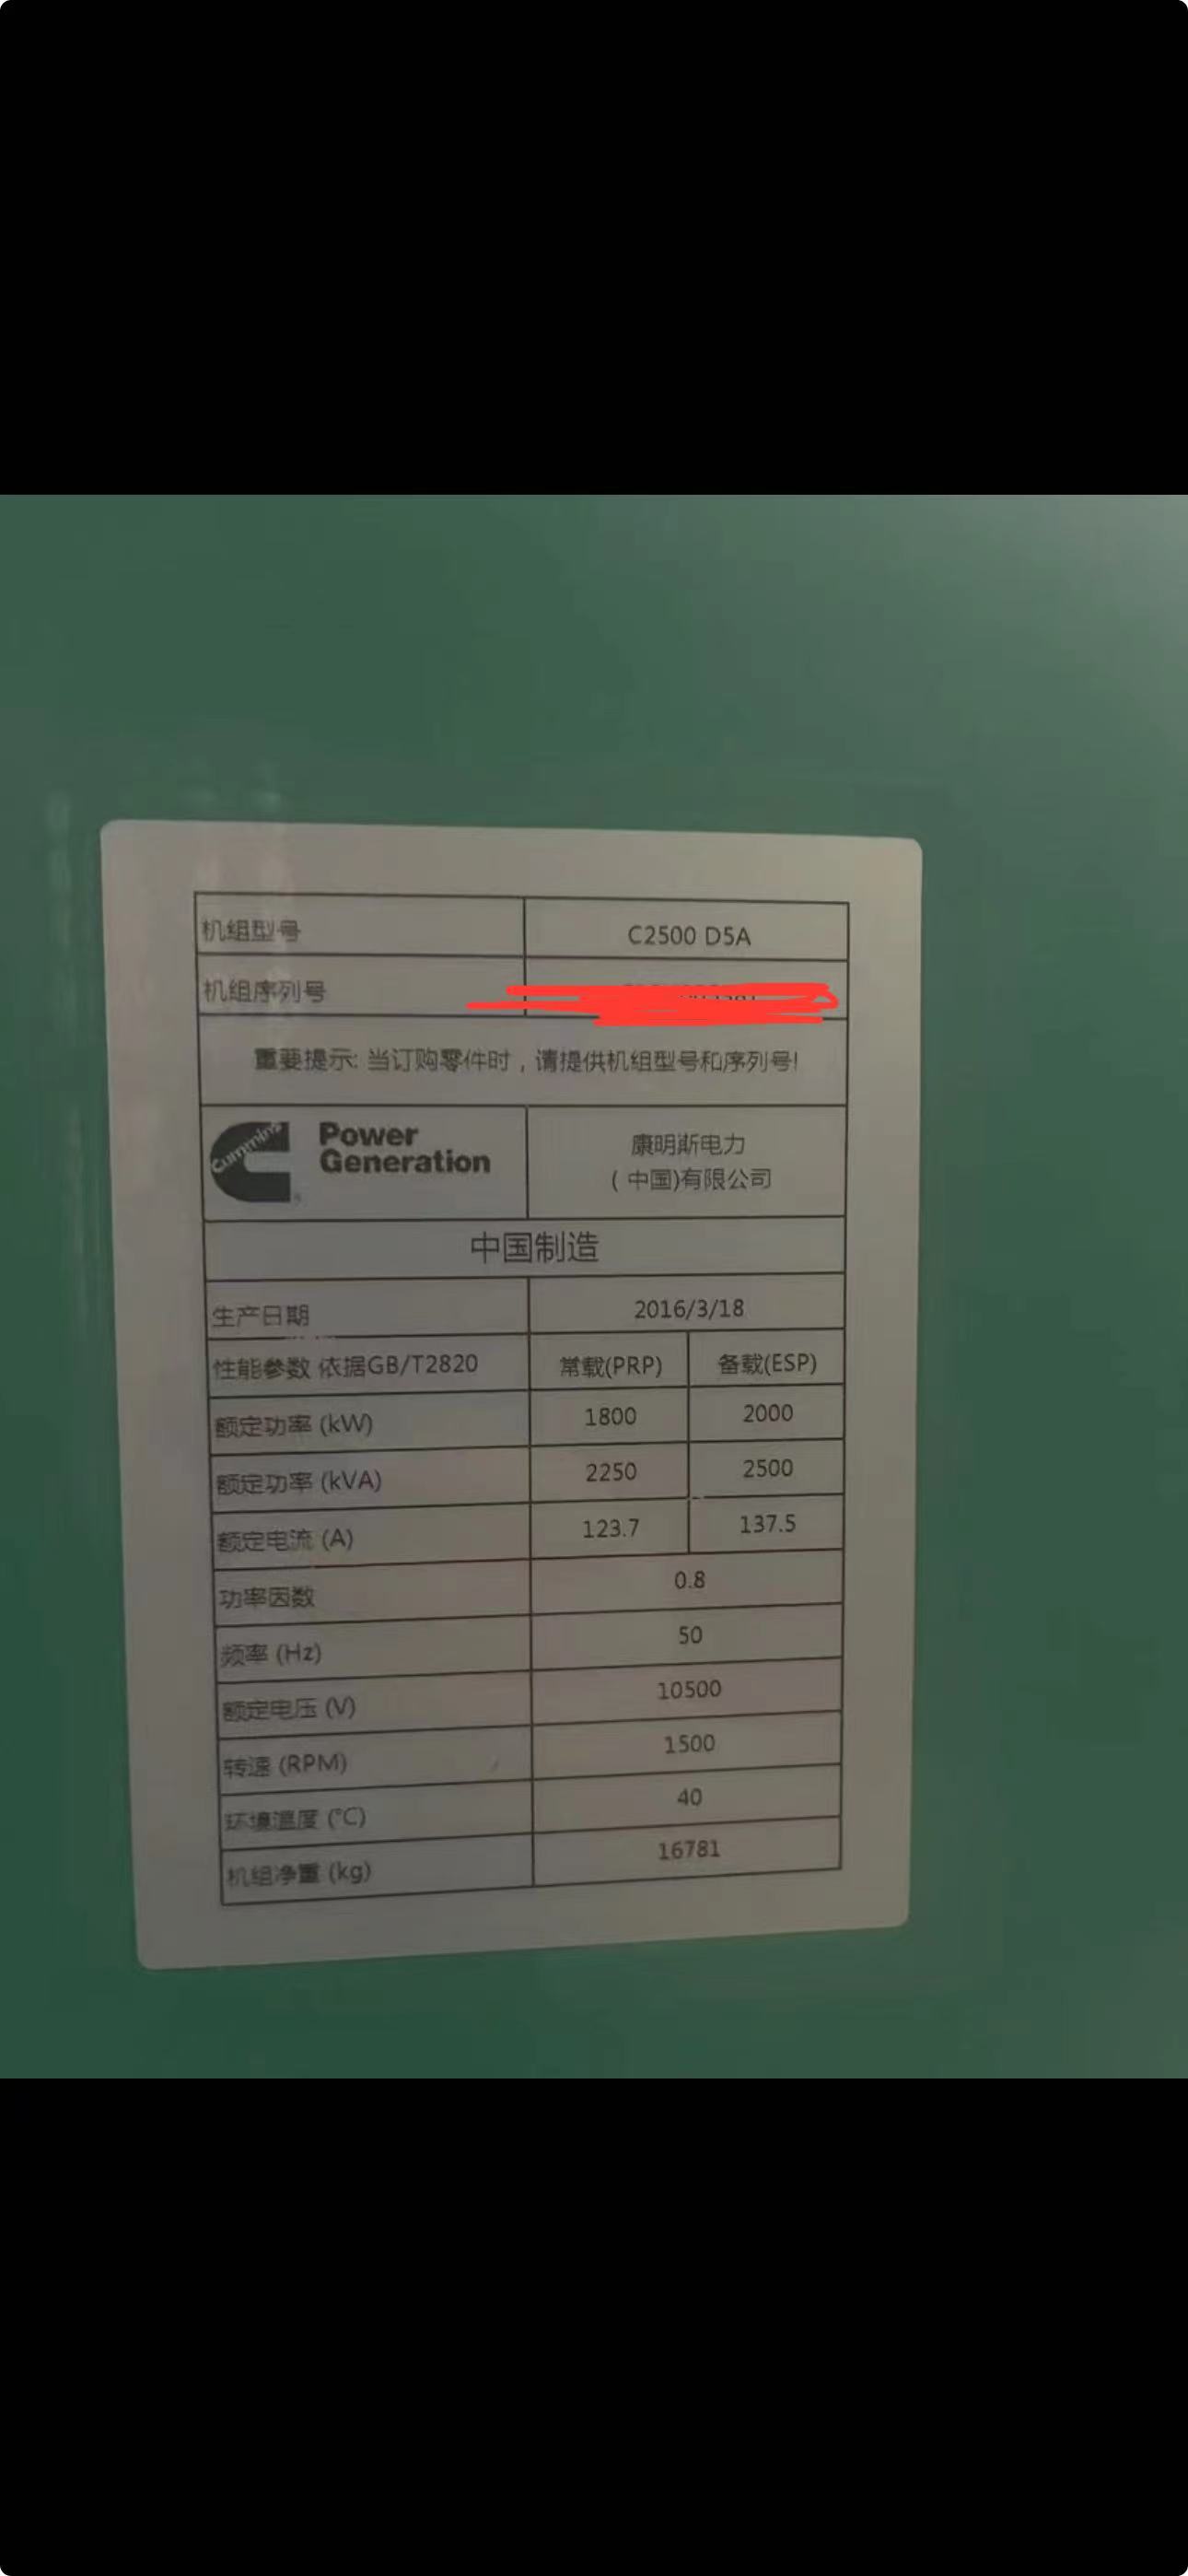 机组型号 C2500 D5A
机组序列号
重要提示: 当订购零件时，请提供机组型号和序列号!
Cummins Power Generation 康明斯电力(中国)有限公司
中国制造
生产日期 2016/3/18
性能参数 依据GB/T2820 常载(PRP) 备载(ESP)
额定功率 (kW) 1800 2000
额定功率 (kVA) 2250 2500
额定电流 (A) 123.7 137.5
功率因数 0.8
频率 (Hz) 50
额定电压 (V) 10500
转速 (RPM) 1500
环境温度 (°C) 40
机组净重 (kg) 16781